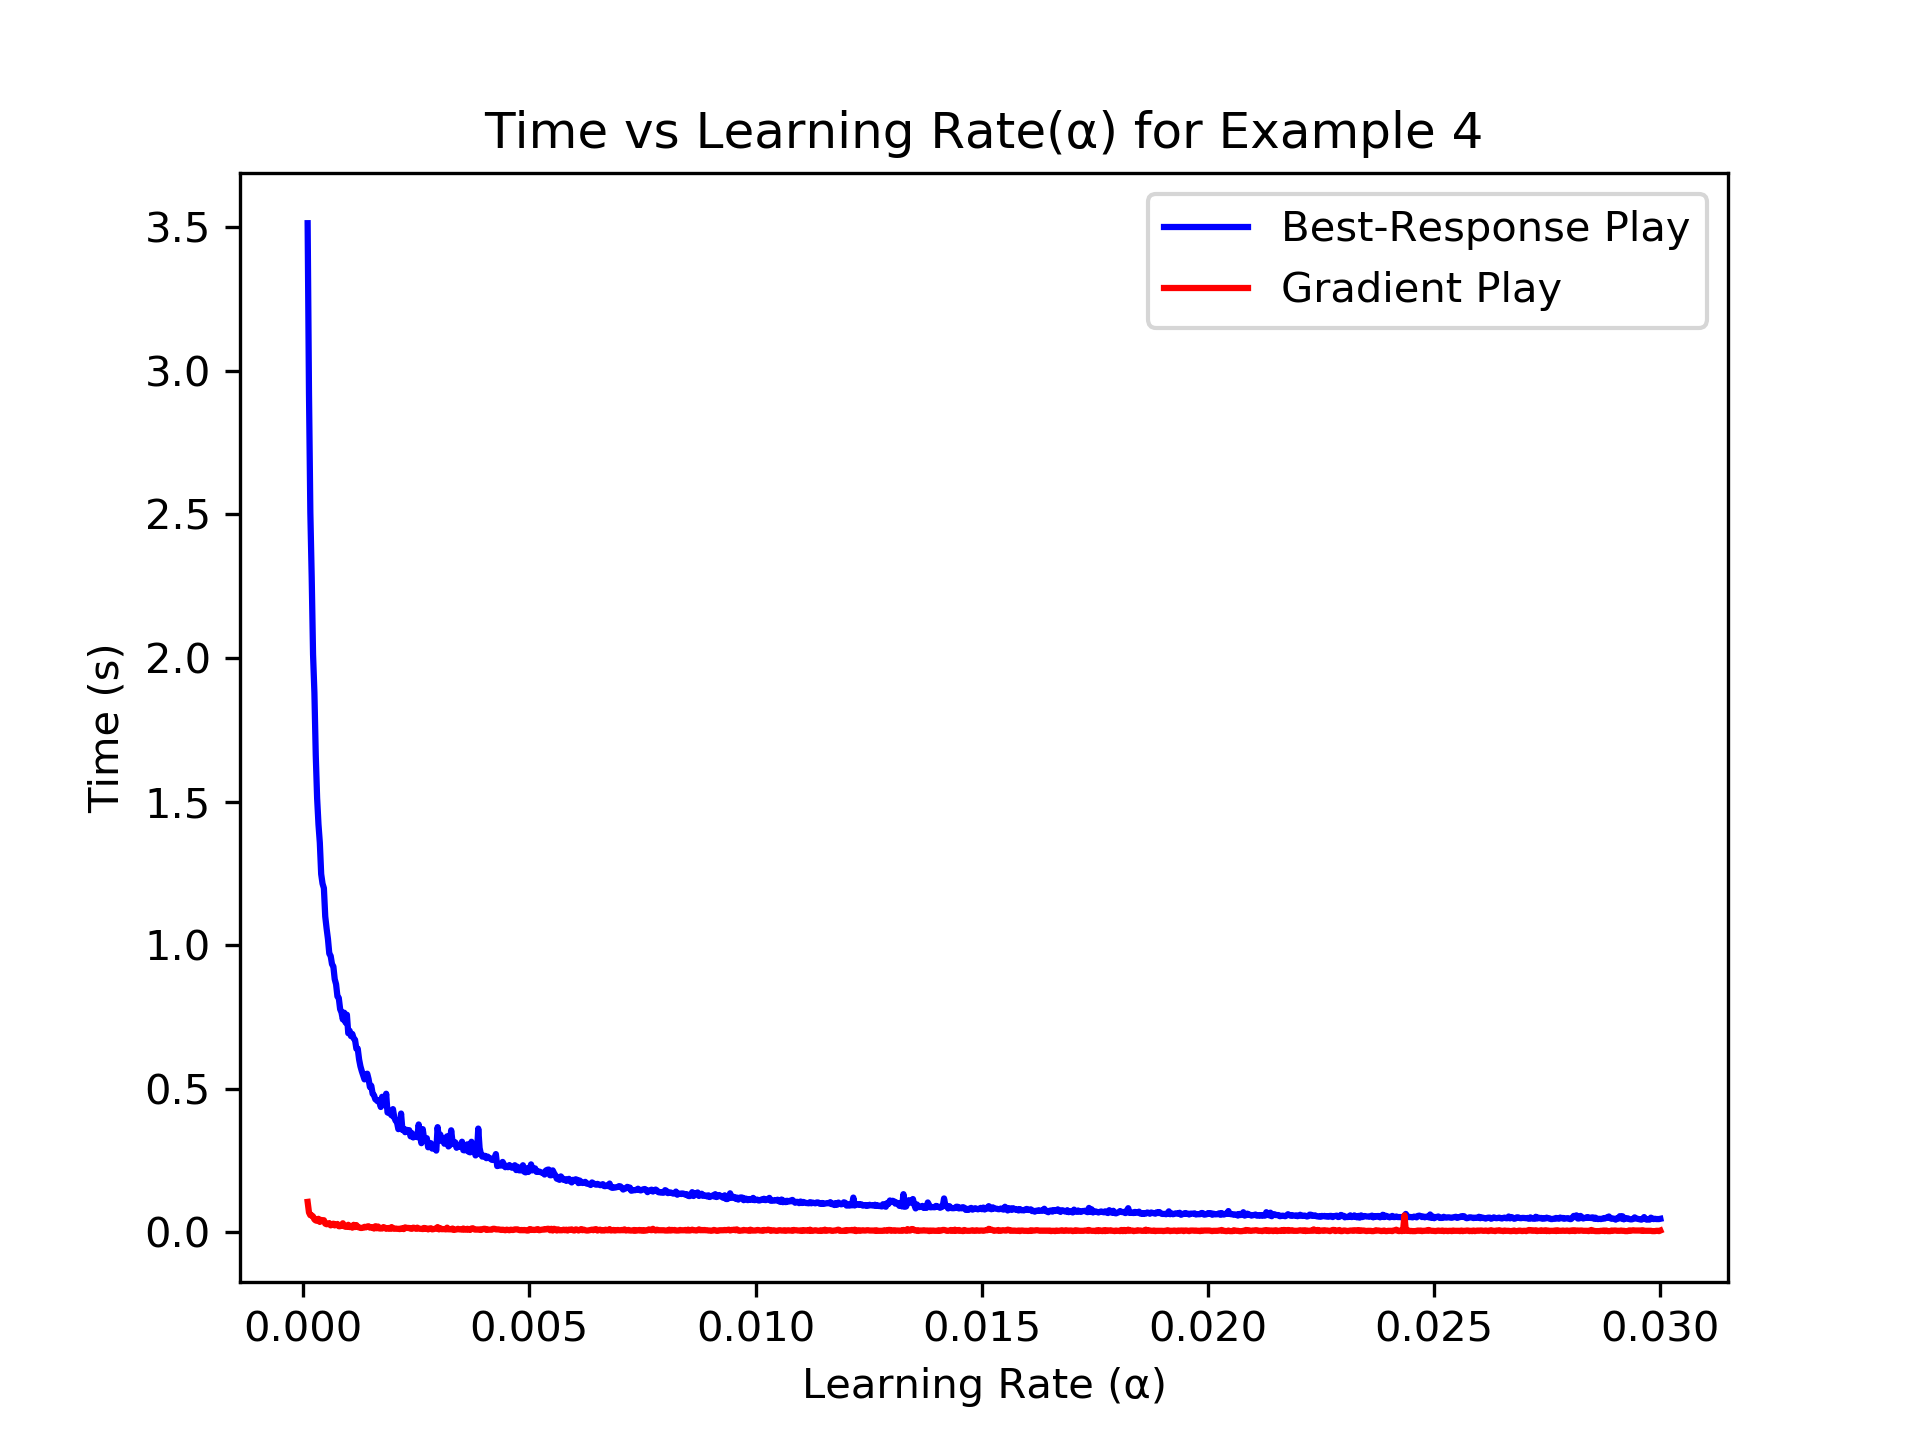 Time vs Learning Rate(α) for Example 4
Best-Response Play
Gradient Play
3.5
3.0
2.5
2.0
1.5
1.0
0.5
0.0
Time (s)
0.000 0.005 0.010 0.015 0.020 0.025 0.030
Learning Rate (α)